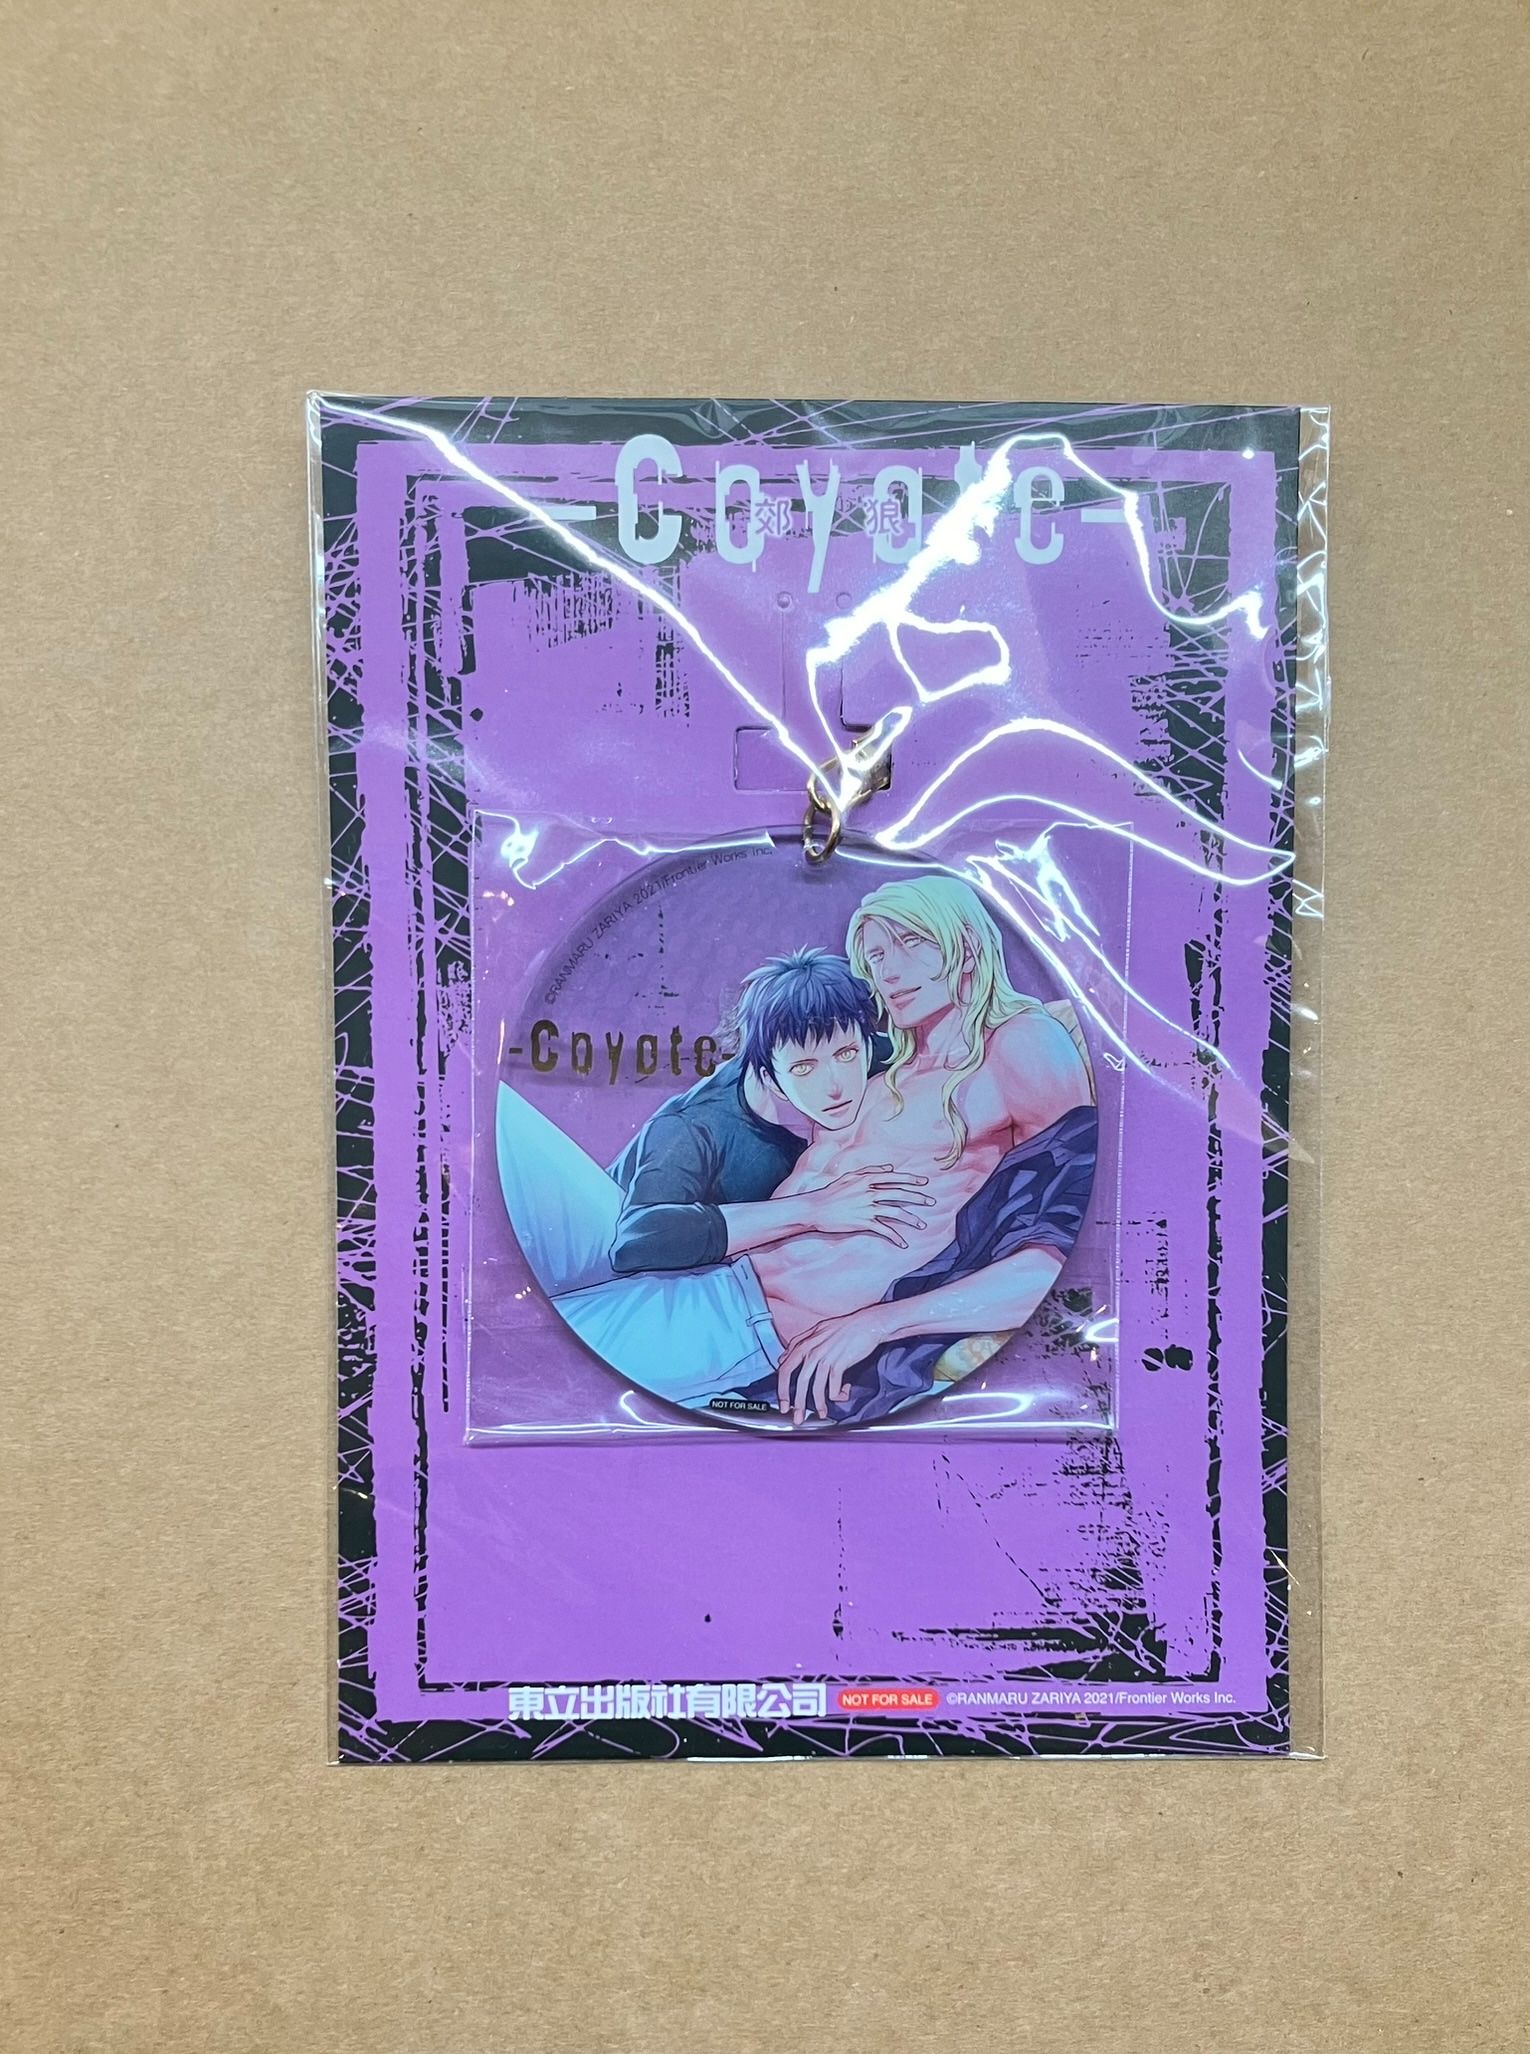 -Coyote-
郊狼
©RANMARU ZARIYA 2021/Frontier Works Inc.
-Coyote-
NOT FOR SALE
東立出版社有限公司 NOT FOR SALE ©RANMARU ZARIYA 2021/Frontier Works Inc.